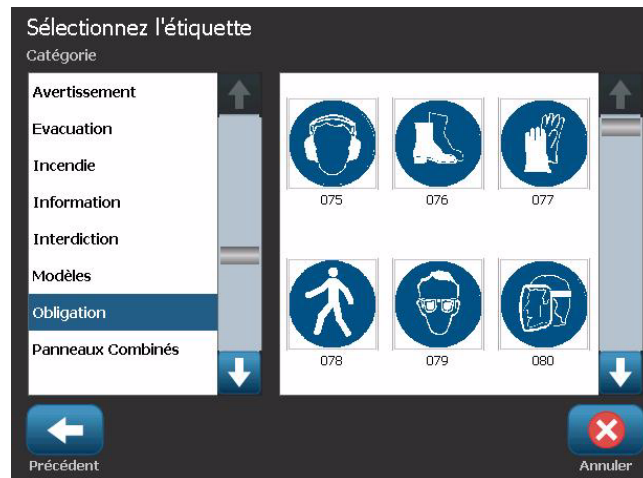 Sélectionnez l'étiquette
Catégorie
Avertissement
Evacuation
Incendie
Information
Interdiction
Modèles
Obligation
Panneaux Combinés
075 076 077
078 079 080
Précédent
Annuler